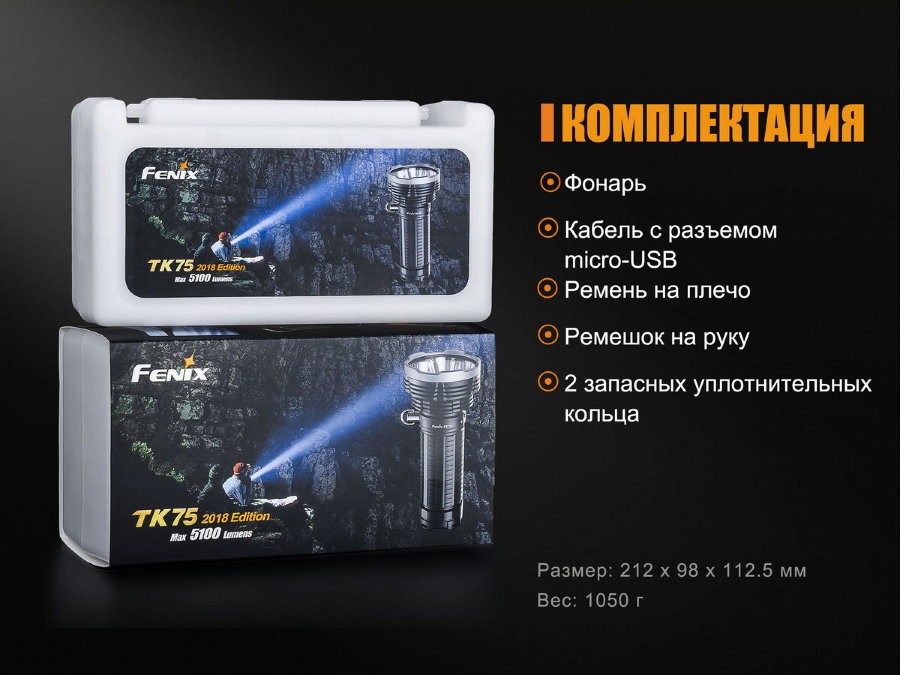 FENIX
TK75 2018 Edition
Max 5100 Lumens
FENIX
TK75 2018 Edition
Max 5100 Lumens
КОМПЛЕКТАЦИЯ
Фонарь
Кабель с разъемом
micro-USB
Ремень на плечо
Ремешок на руку
2 запасных уплотнительных
кольца
Размер: 212 x 98 x 112.5 мм
Вес: 1050 г